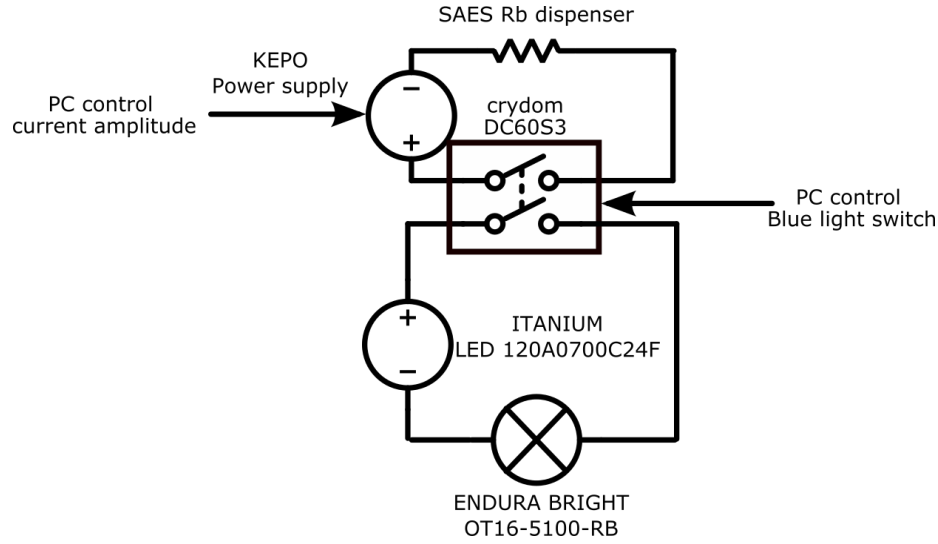 SAES Rb dispenser
KEPO
Power supply
PC control
current amplitude
crydom
DC60S3
PC control
Blue light switch
ITANIUM
LED 120A0700C24F
ENDURA BRIGHT
OT16-5100-RB